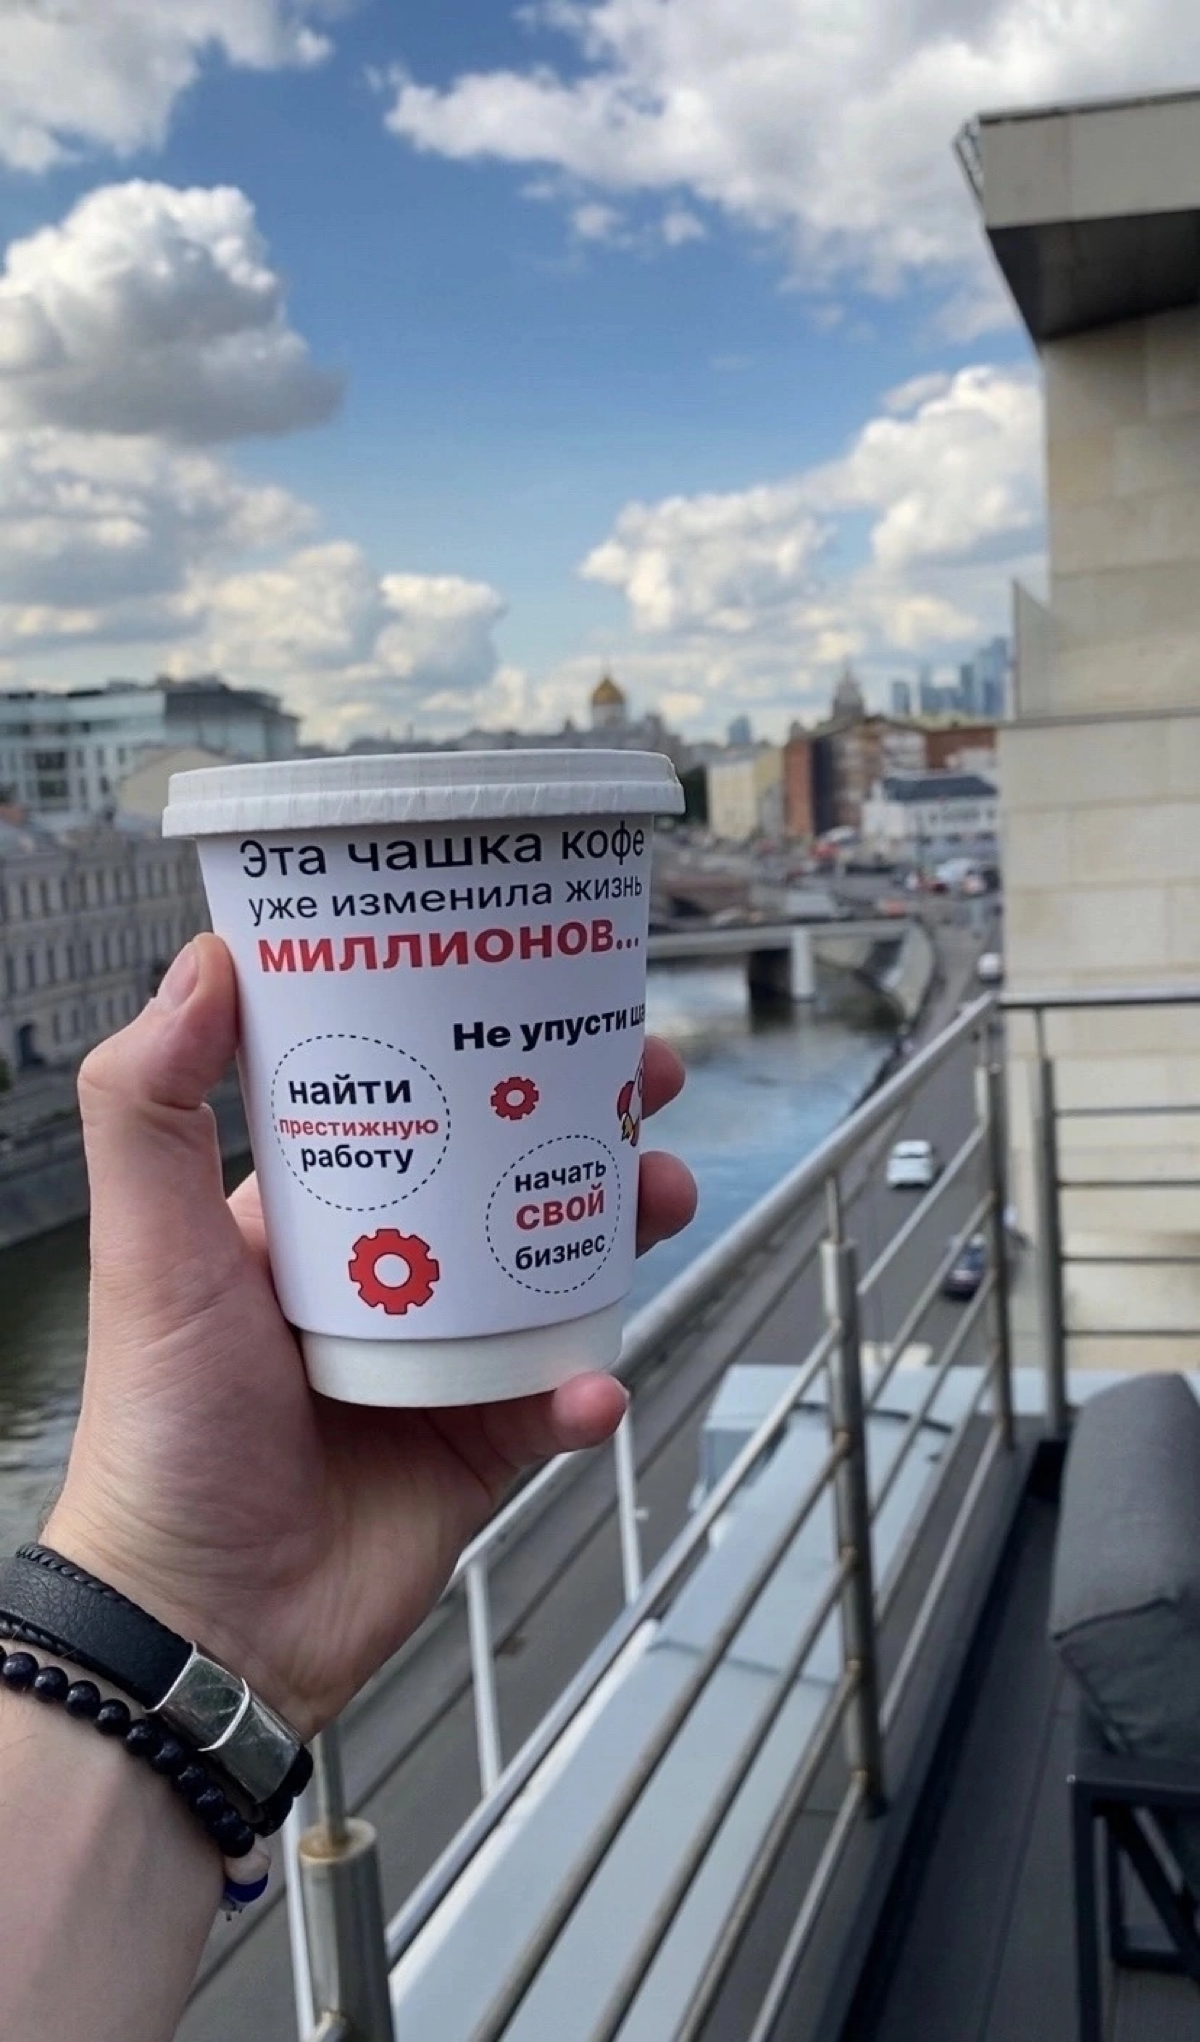 Эта чашка кофе
уже изменила жизнь
миллионов...
Не упусти
найти
престижную
работу
начать
СВОЙ
бизнес